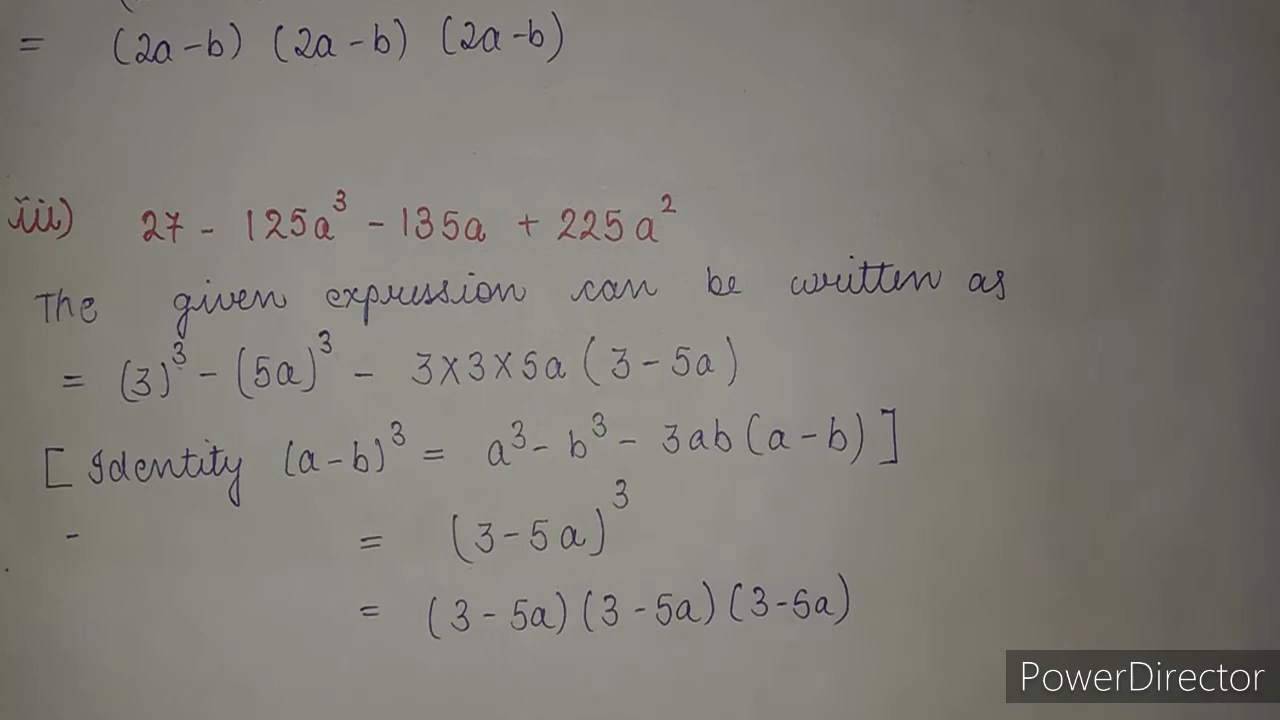 = (2a-b) (2a-b) (2a-b)
iii) 27 - 125a³ - 135a + 225a²
The given expression can be written as
= (3)³ - (5a)³ - 3×3×5a (3-5a)
[ Identity (a-b)³ = a³ - b³ - 3ab(a-b) ]
- = (3-5a)³
= (3-5a) (3-5a) (3-5a)
PowerDirector